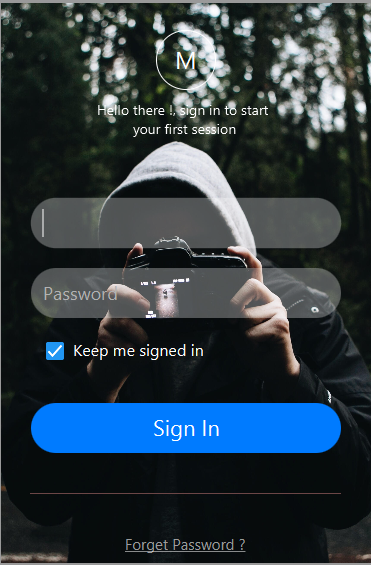 M
Hello there !, sign in to start
your first session
Password
Keep me signed in
Sign In
Forget Password ?